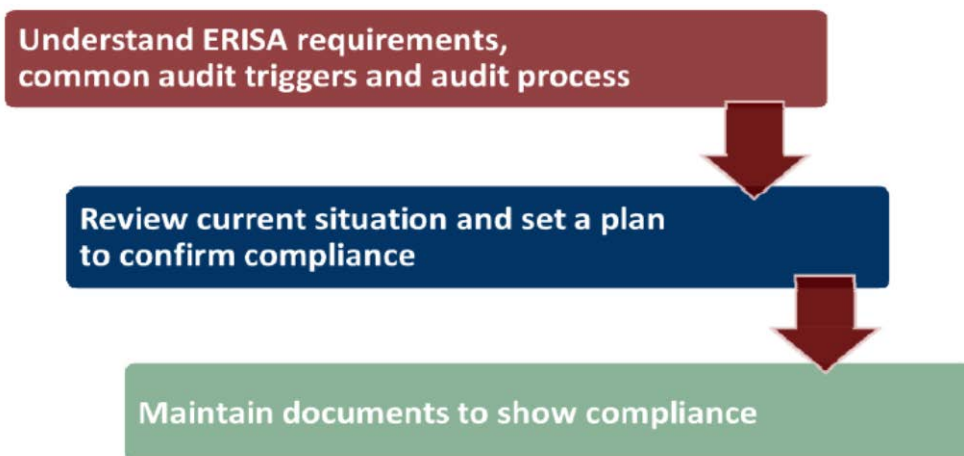 Understand ERISA requirements,
common audit triggers and audit process
Review current situation and set a plan
to confirm compliance
Maintain documents to show compliance